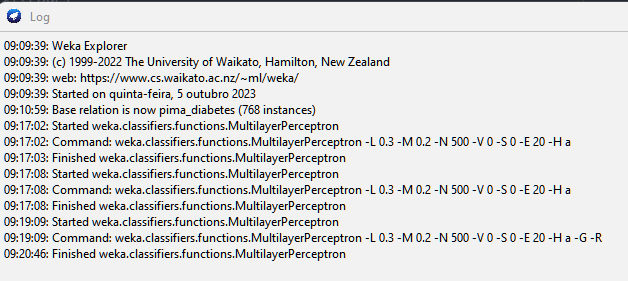 Log
09:09:39: Weka Explorer
09:09:39: (c) 1999-2022 The University of Waikato, Hamilton, New Zealand
09:09:39: web: https://www.cs.waikato.ac.nz/~ml/weka/
09:09:39: Started on quinta-feira, 5 outubro 2023
09:10:59: Base relation is now pima_diabetes (768 instances)
09:17:02: Started weka.classifiers.functions.MultilayerPerceptron
09:17:02: Command: weka.classifiers.functions.MultilayerPerceptron -L 0.3 -M 0.2 -N 500 -V 0 -S 0 -E 20 -H a
09:17:03: Finished weka.classifiers.functions.MultilayerPerceptron
09:17:08: Started weka.classifiers.functions.MultilayerPerceptron
09:17:08: Command: weka.classifiers.functions.MultilayerPerceptron -L 0.3 -M 0.2 -N 500 -V 0 -S 0 -E 20 -H a
09:17:08: Finished weka.classifiers.functions.MultilayerPerceptron
09:19:09: Started weka.classifiers.functions.MultilayerPerceptron
09:19:09: Command: weka.classifiers.functions.MultilayerPerceptron -L 0.3 -M 0.2 -N 500 -V 0 -S 0 -E 20 -H a -G -R
09:20:46: Finished weka.classifiers.functions.MultilayerPerceptron